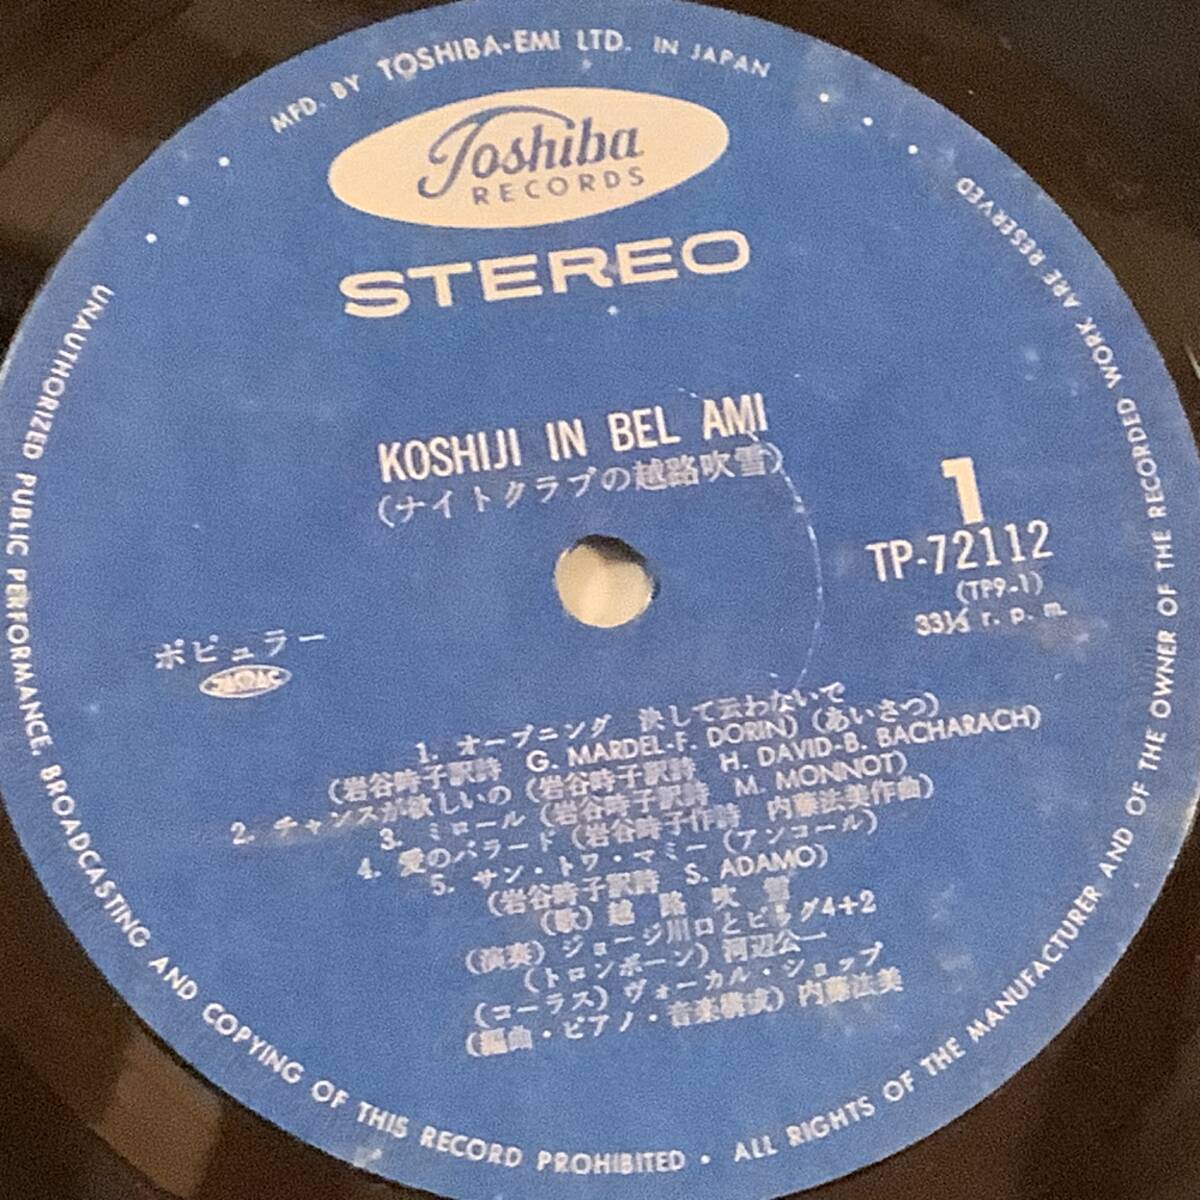 MFD. BY TOSHIBA-EMI LTD. IN JAPAN
Toshiba
RECORDS
STEREO
KOSHIJI IN BEL AMI
(ナイトクラブの越路吹雪)
1
TP-72112
(TP9-1)
33⅓ r. p. m.
ポピュラー
JASRAC
1. オープニング 決して云わないで
(岩谷時子訳詩 G. MARDEL-F. DORIN) (あいさつ)
2. チャンスが欲しいの (岩谷時子訳詩 H. DAVID-B. BACHARACH)
3. ミロール (岩谷時子訳詩 M. MONNOT)
4. 愛のバラード (岩谷時子作詩 内藤法美作曲)
5. サン・トワ・マミー (アンコール)
(岩谷時子訳詩 S. ADAMO)
(歌) 越路吹雪
(演奏) ジョージ川口とビッグ4+2
(トロンボーン) 河辺公一
(コーラス) ヴォーカル・ショップ
(編曲・ピアノ・音楽構成) 内藤法美
UNAUTHORIZED PUBLIC PERFORMANCE, BROADCASTING AND COPYING OF THIS RECORD PROHIBITED • ALL RIGHTS OF THE MANUFACTURER AND OF THE OWNER OF THE RECORDED WORK ARE RESERVED